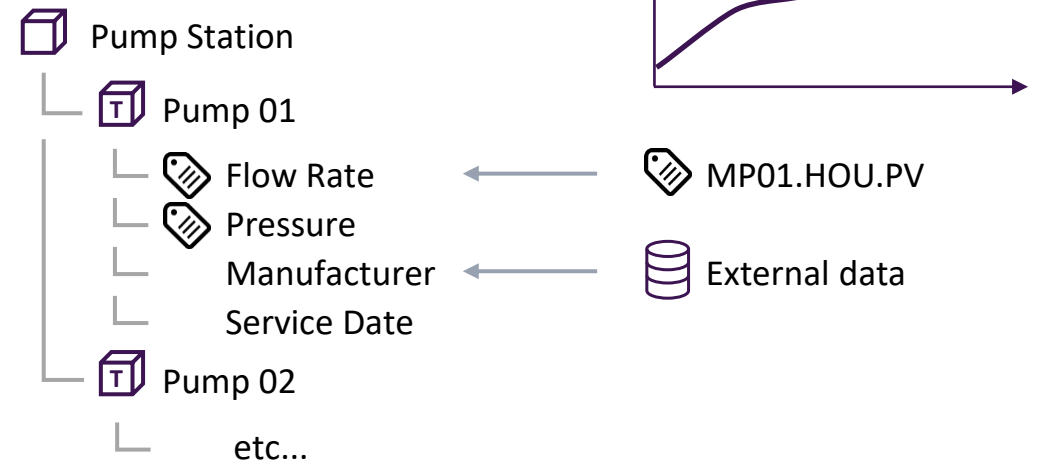 Pump Station
T Pump 01
Flow Rate
MP01.HOU.PV
Pressure
Manufacturer
External data
Service Date
T Pump 02
etc...